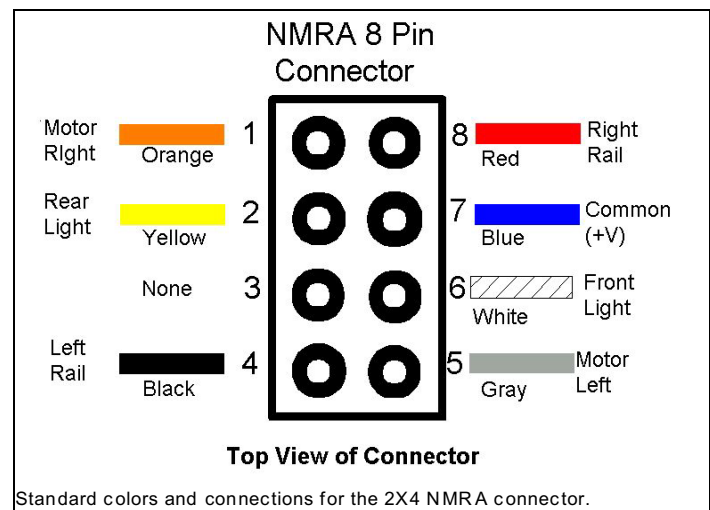 NMRA 8 Pin
Connector
Motor
RIght
Orange
1
8
Red
Right
Rail
Rear
Light
Yellow
2
7
Blue
Common
(+V)
None
3
6
White
Front
Light
Left
Rail
Black
4
5
Gray
Motor
Left
Top View of Connector
Standard colors and connections for the 2X4 NMRA connector.